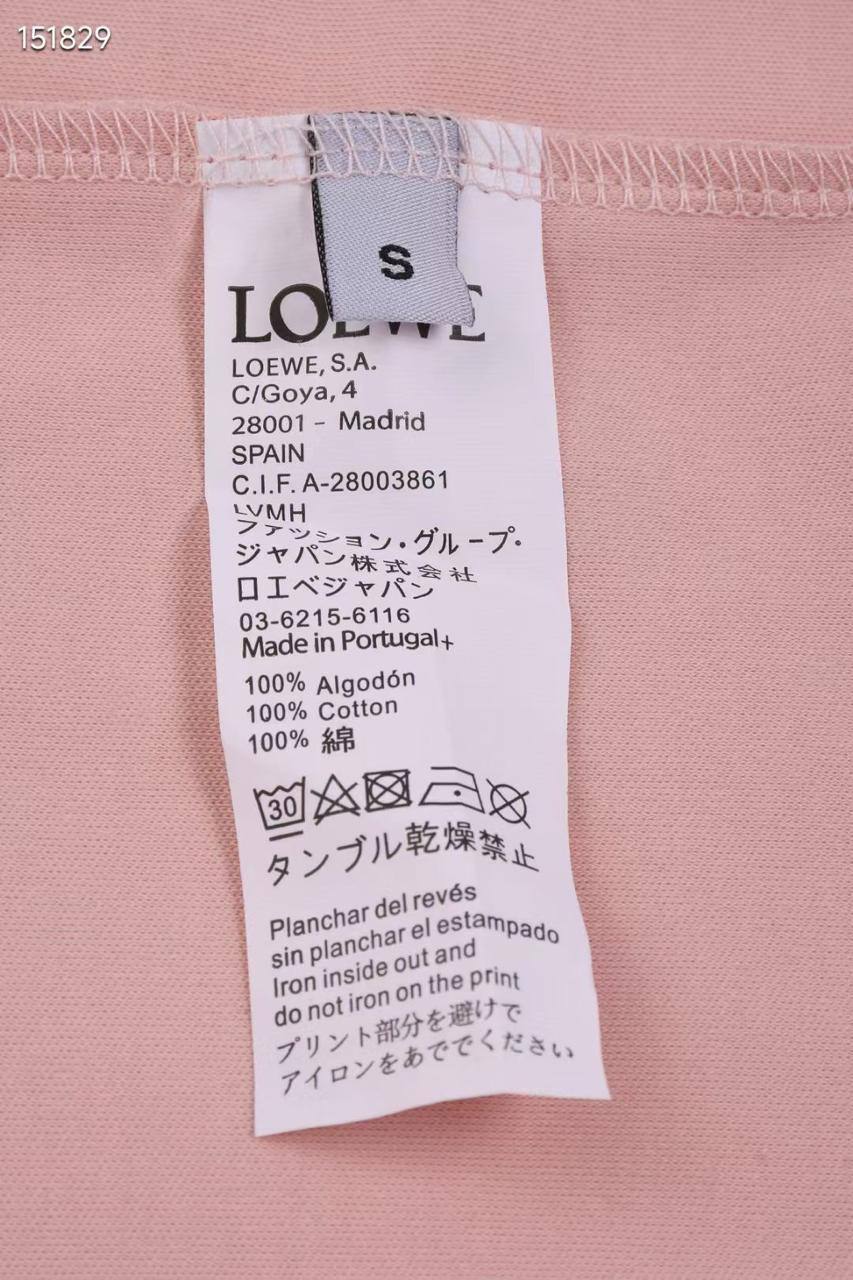 151829
S
LOEWE
LOEWE, S.A.
C/Goya, 4
28001 - Madrid
SPAIN
C.I.F. A-28003861
LVMH
ファッション・グループ・
ジャパン株式会社
ロエベジャパン
03-6215-6116
Made in Portugal+
100% Algodón
100% Cotton
100% 綿
30
タンブル乾燥禁止
Planchar del revés
sin planchar el estampado
Iron inside out and
do not iron on the print
プリント部分を避けて
アイロンをあででください